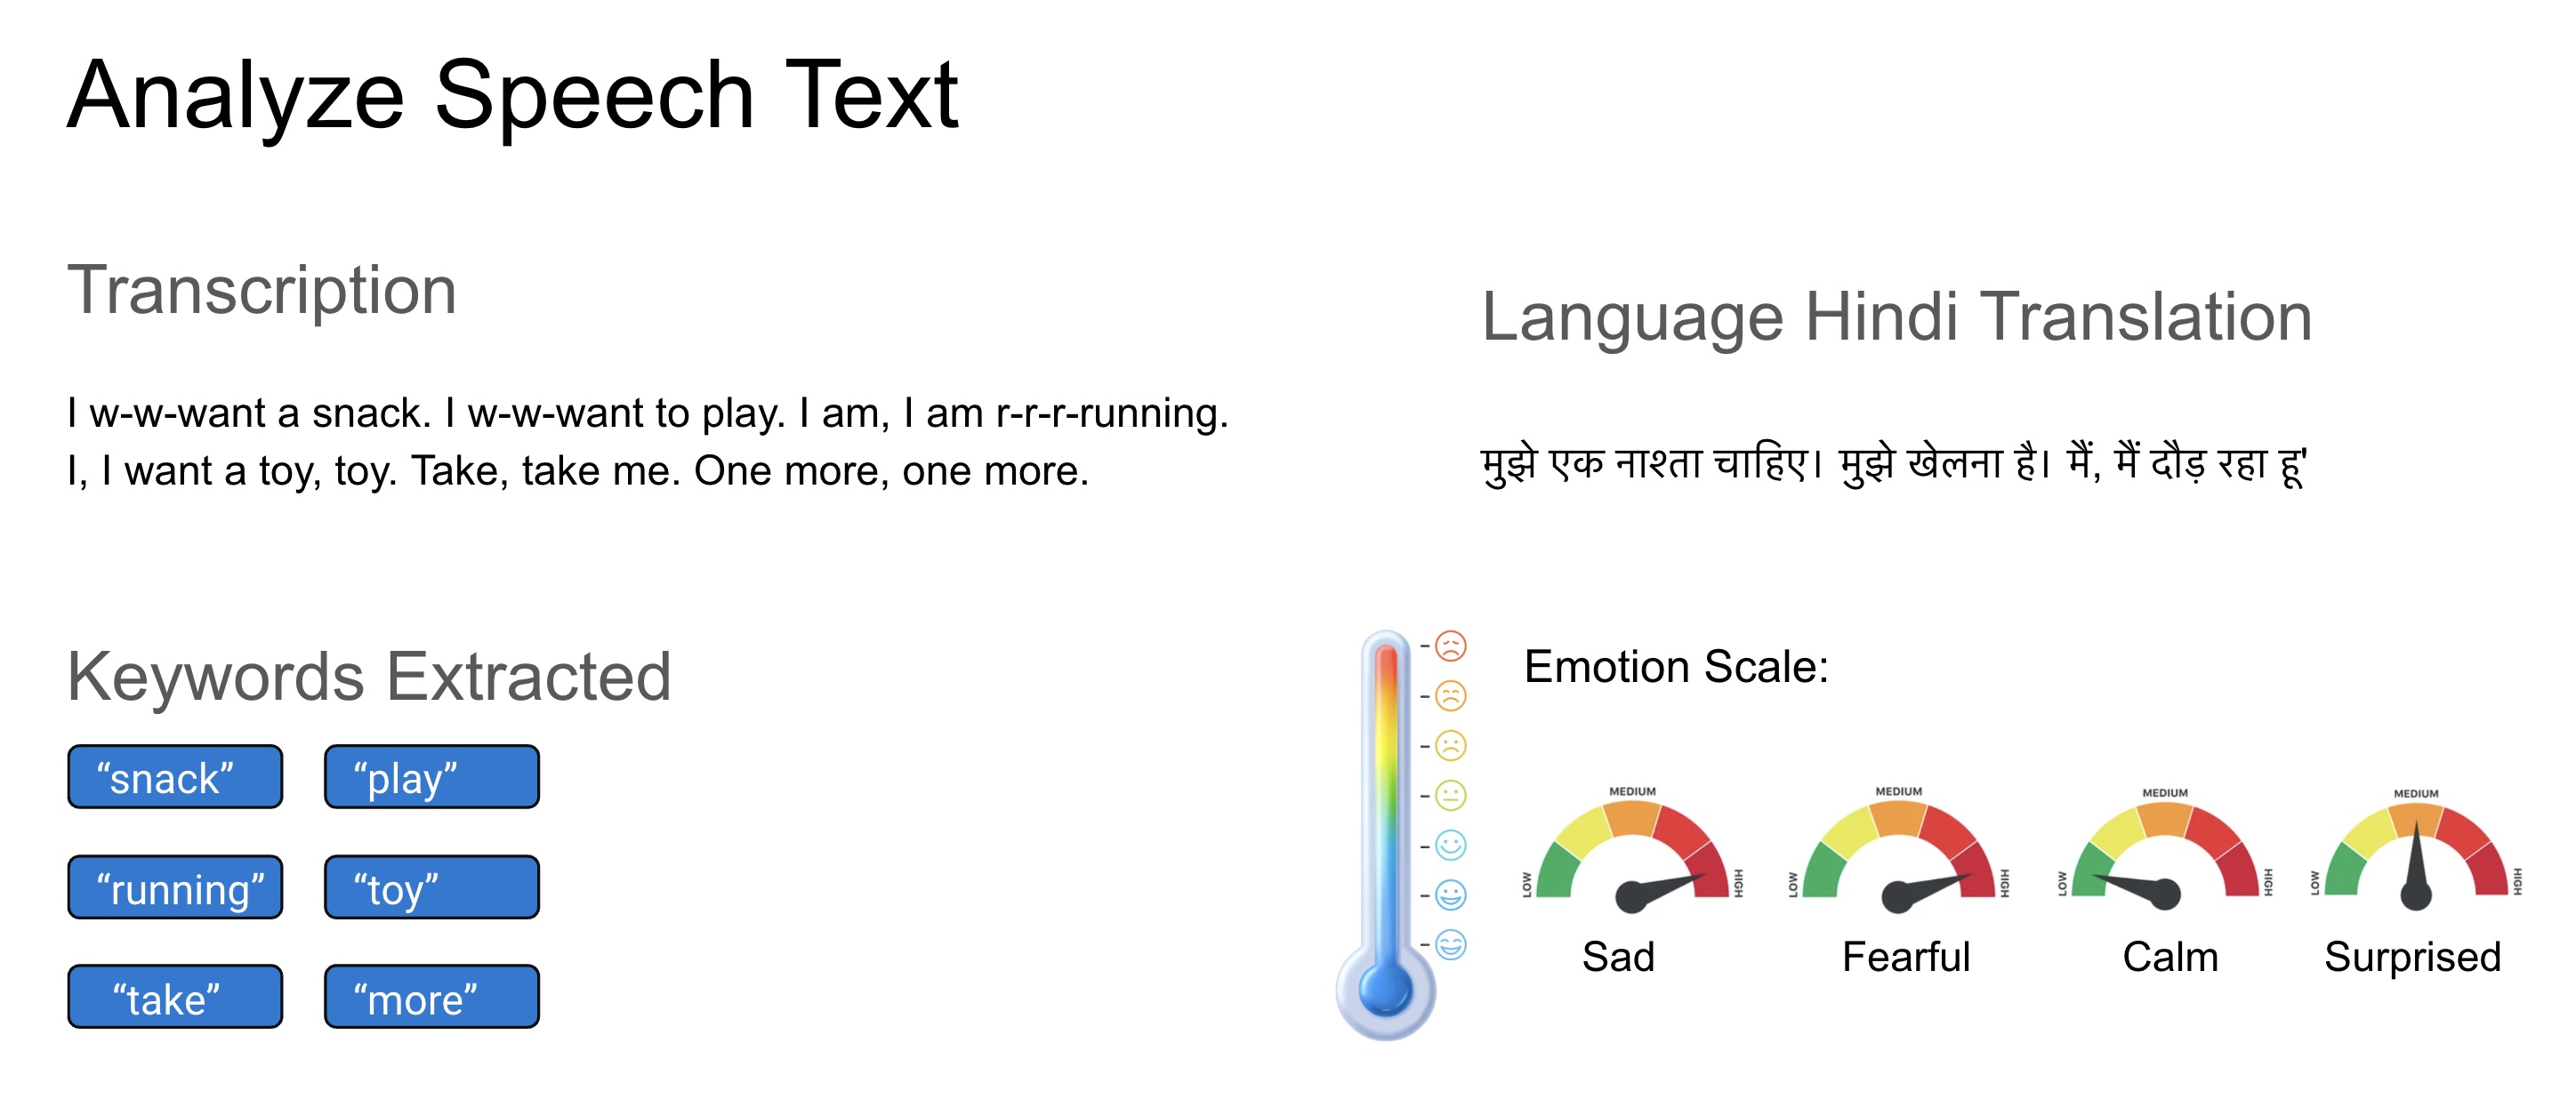 Analyze Speech Text
Transcription
I w-w-want a snack. I w-w-want to play. I am, I am r-r-r-running.
I, I want a toy, toy. Take, take me. One more, one more.
Language Hindi Translation
मुझे एक नाश्ता चाहिए। मुझे खेलना है। मैं, मैं दौड़ रहा हू'
Keywords Extracted
“snack” “play”
“running” “toy”
“take” “more”
Emotion Scale:
MEDIUM MEDIUM MEDIUM MEDIUM
LOW HIGH LOW HIGH LOW HIGH LOW HIGH
Sad Fearful Calm Surprised